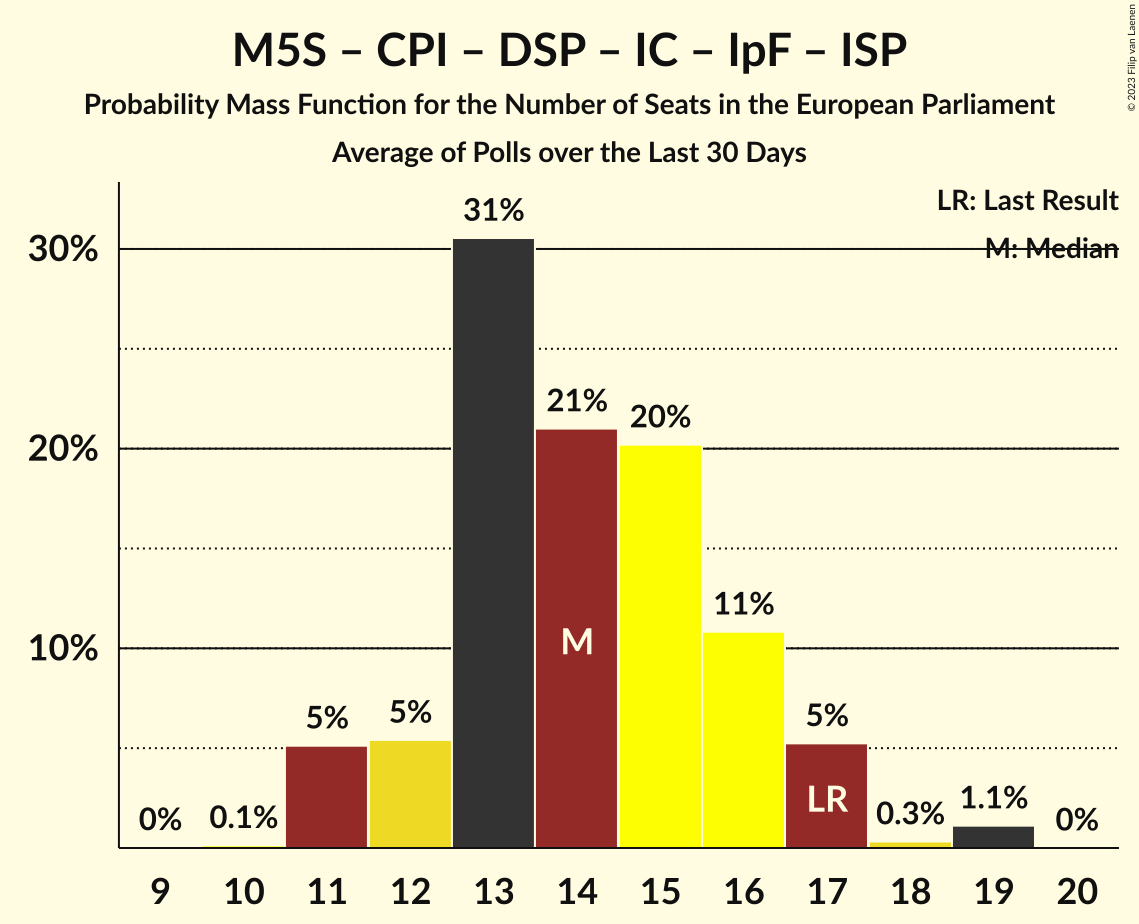 M5S – CPI – DSP – IC – IpF – ISP
Probability Mass Function for the Number of Seats in the European Parliament
Average of Polls over the Last 30 Days
© 2023 Filip van Laenen
LR: Last Result
M: Median
30%
20%
10%
0%
0.1%
5%
5%
31%
21%
20%
11%
5%
0.3%
1.1%
0%
M
LR
9 10 11 12 13 14 15 16 17 18 19 20